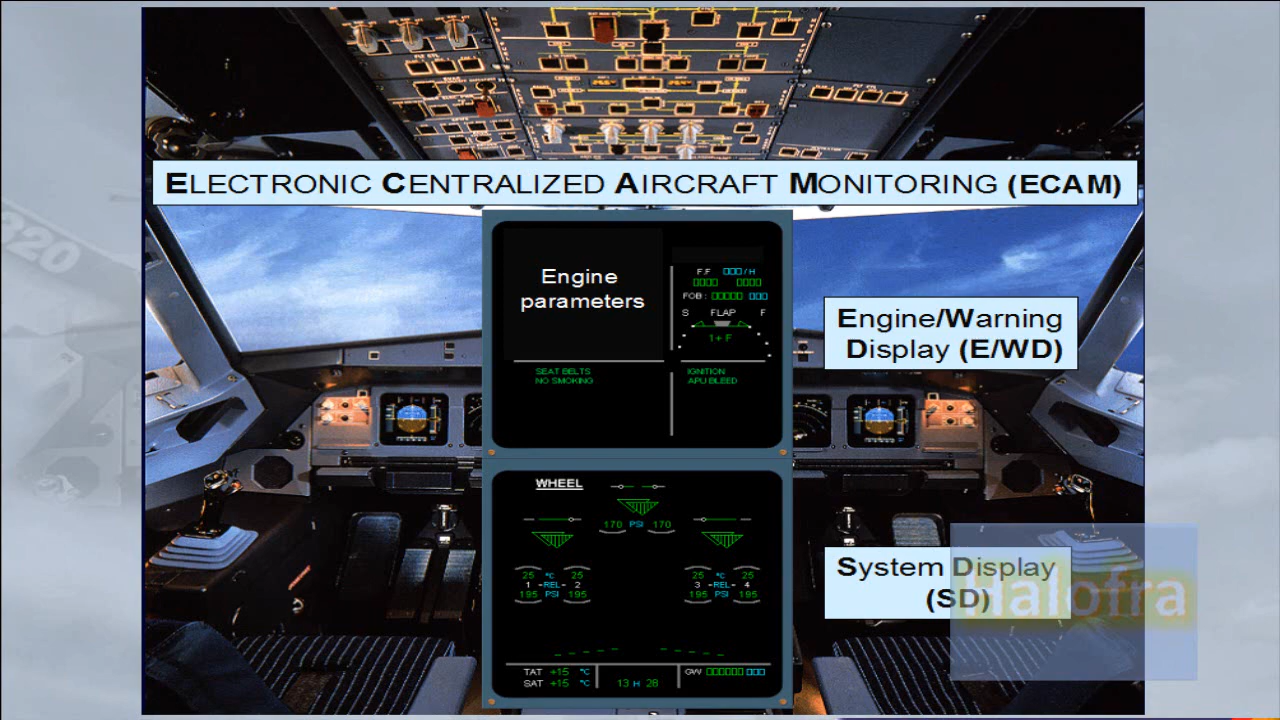 ELECTRONIC CENTRALIZED AIRCRAFT MONITORING (ECAM)
320
Engine
parameters
F.F /H
FOB :
S FLAP F
1+F
Engine/Warning
Display (E/WD)
SEAT BELTS
NO SMOKING
IGNITION
APU BLEED
WHEEL
170 PSI 170
25 °C 25
1 -REL- 2
195 PSI 195
25 °C 25
3 -REL- 4
195 PSI 195
System Display
(SD)
halofra
TAT +15 °C
SAT +15 °C
13 H 28
GW